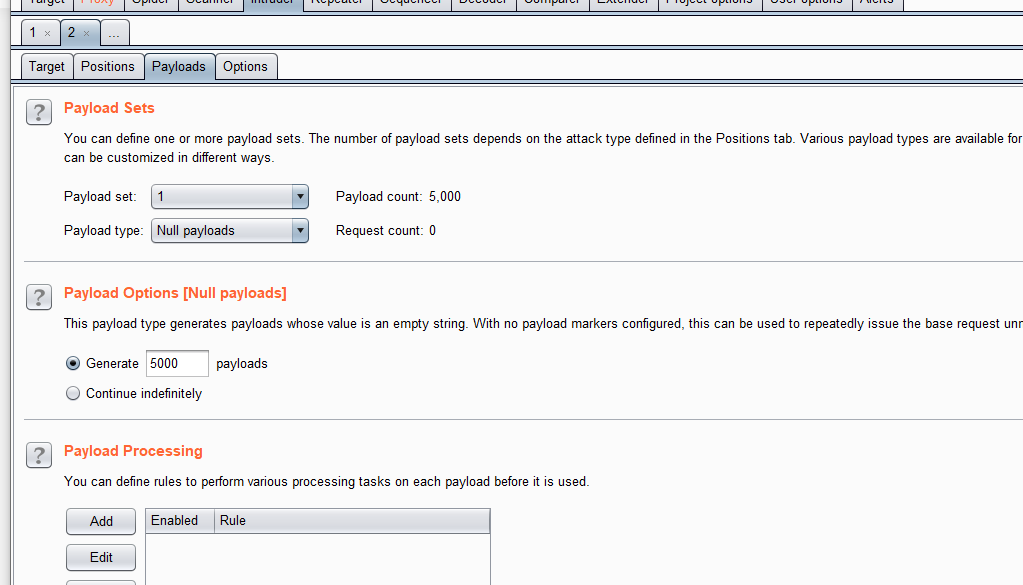 Target Proxy Spider Scanner Intruder Repeater Sequencer Decoder Comparer Extender Project options User options Alerts
1 × 2 × ...
Target Positions Payloads Options
? Payload Sets
You can define one or more payload sets. The number of payload sets depends on the attack type defined in the Positions tab. Various payload types are available for
can be customized in different ways.
Payload set: 1 Payload count: 5,000
Payload type: Null payloads Request count: 0
? Payload Options [Null payloads]
This payload type generates payloads whose value is an empty string. With no payload markers configured, this can be used to repeatedly issue the base request
Generate 5000 payloads
Continue indefinitely
? Payload Processing
You can define rules to perform various processing tasks on each payload before it is used.
Add Enabled Rule
Edit